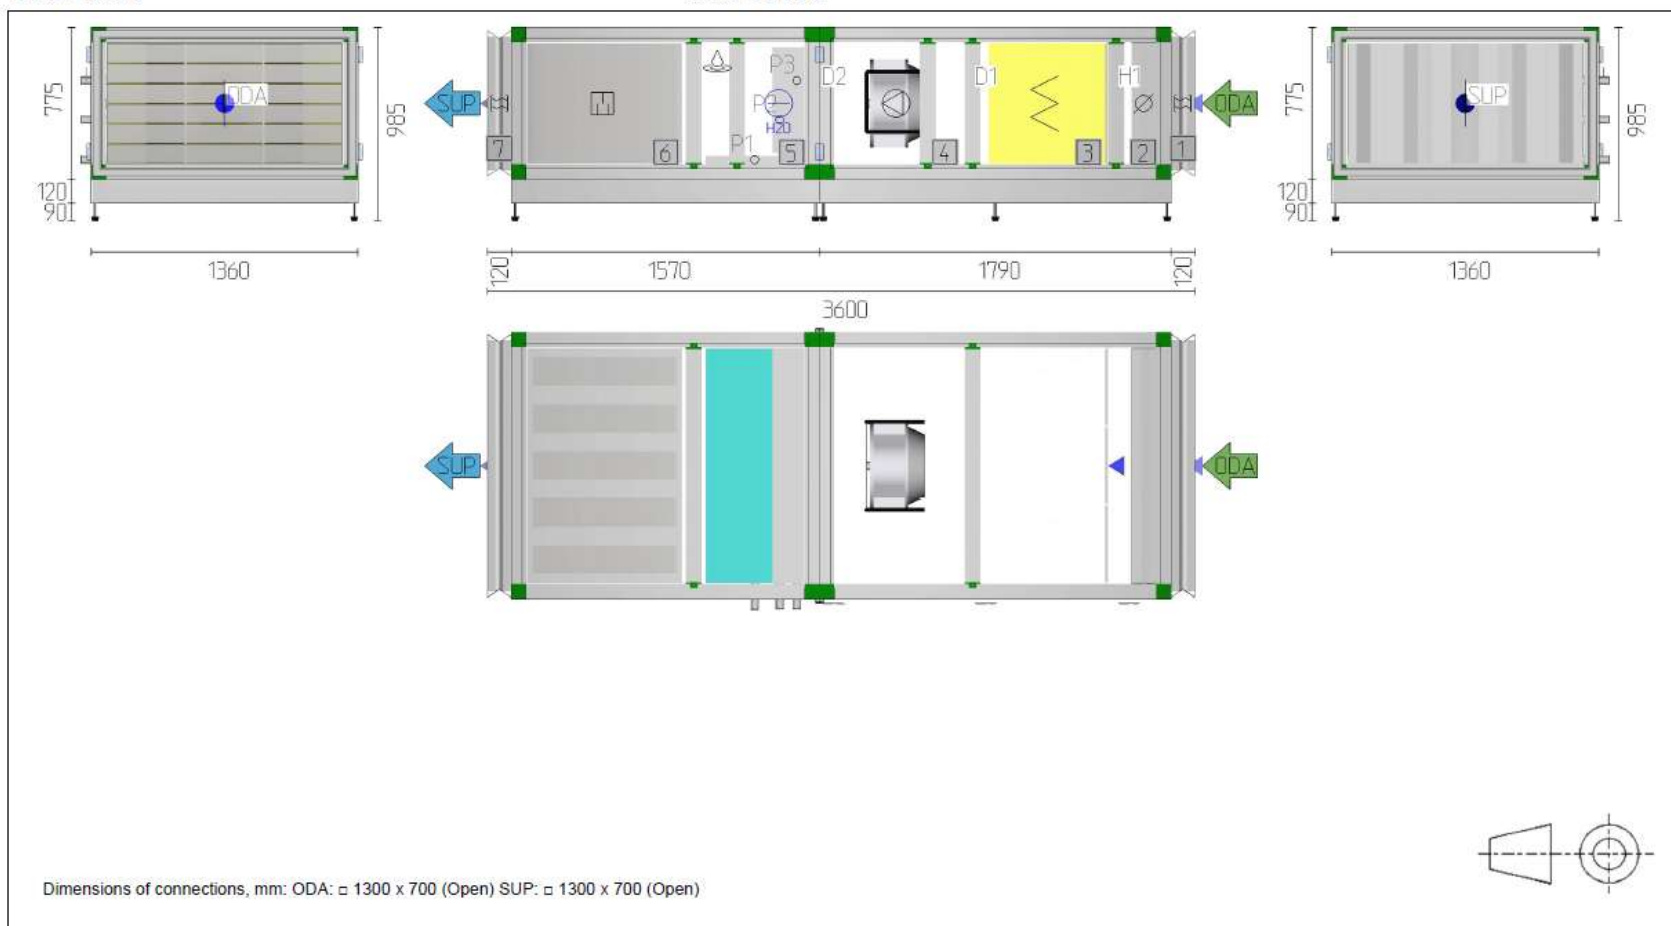 775
120
90
ODA
985
1360
SUP
7
6
P1
P2
P3
H2O
5
D2
4
D1
3
H1
2
1
ODA
120
1570
1790
120
3600
775
120
90
SUP
985
1360
SUP
ODA
Dimensions of connections, mm: ODA: □ 1300 x 700 (Open) SUP: □ 1300 x 700 (Open)